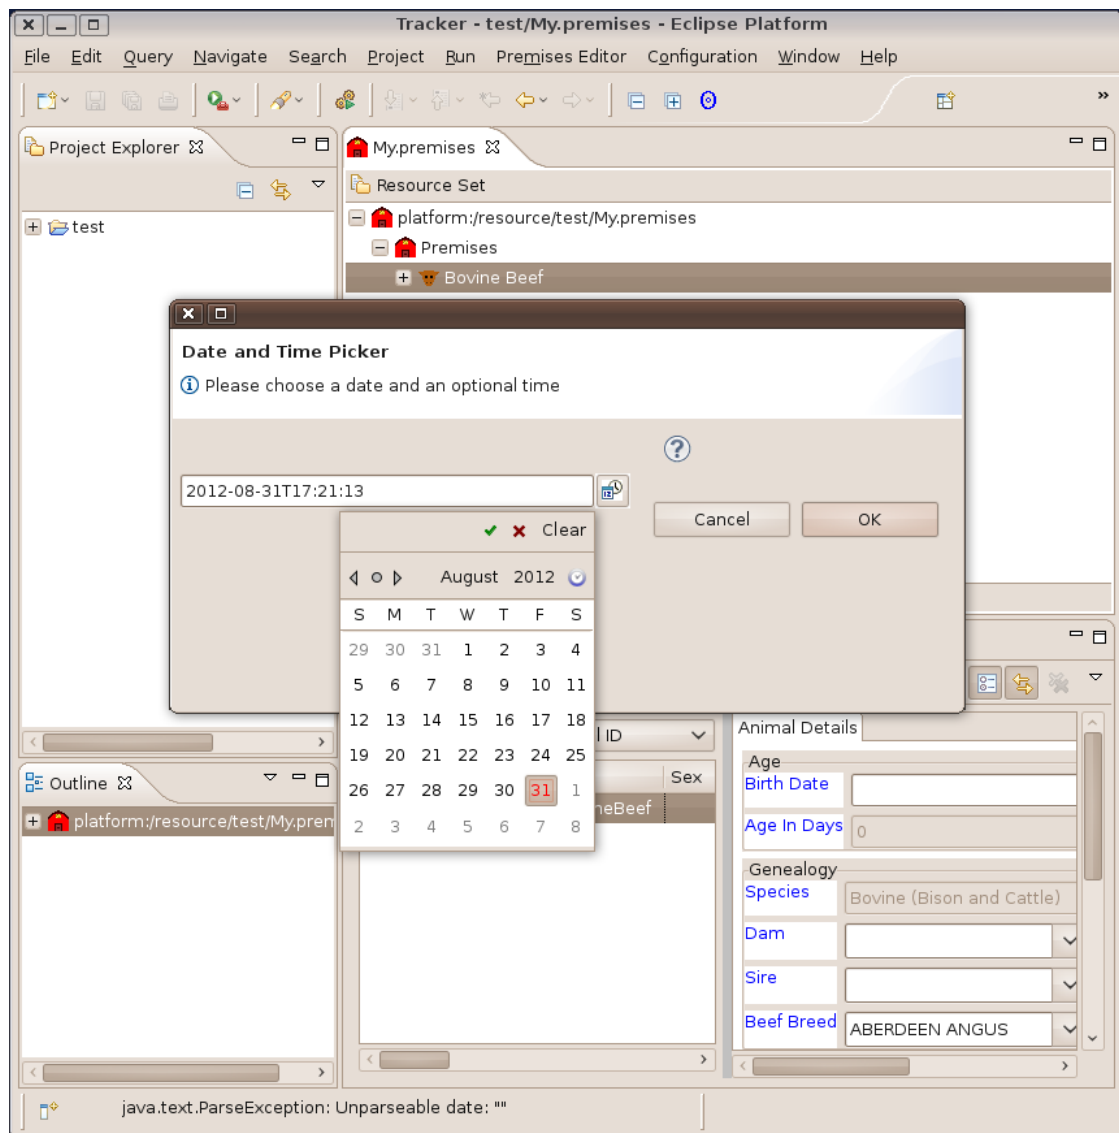 Tracker - test/My.premises - Eclipse Platform
File Edit Query Navigate Search Project Run Premises Editor Configuration Window Help
»
Project Explorer
My.premises
Resource Set
platform:/resource/test/My.premises
test
Premises
Bovine Beef
Date and Time Picker
Please choose a date and an optional time
2012-08-31T17:21:13
Cancel OK
Clear
August 2012
S M T W T F S
29 30 31 1 2 3 4
5 6 7 8 9 10 11
12 13 14 15 16 17 18
19 20 21 22 23 24 25
26 27 28 29 30 31 1
2 3 4 5 6 7 8
l ID
Sex
neBeef
Animal Details
Age
Birth Date
Age In Days 0
Genealogy
Species Bovine (Bison and Cattle)
Dam
Sire
Beef Breed ABERDEEN ANGUS
Outline
platform:/resource/test/My.prem
java.text.ParseException: Unparseable date: ""